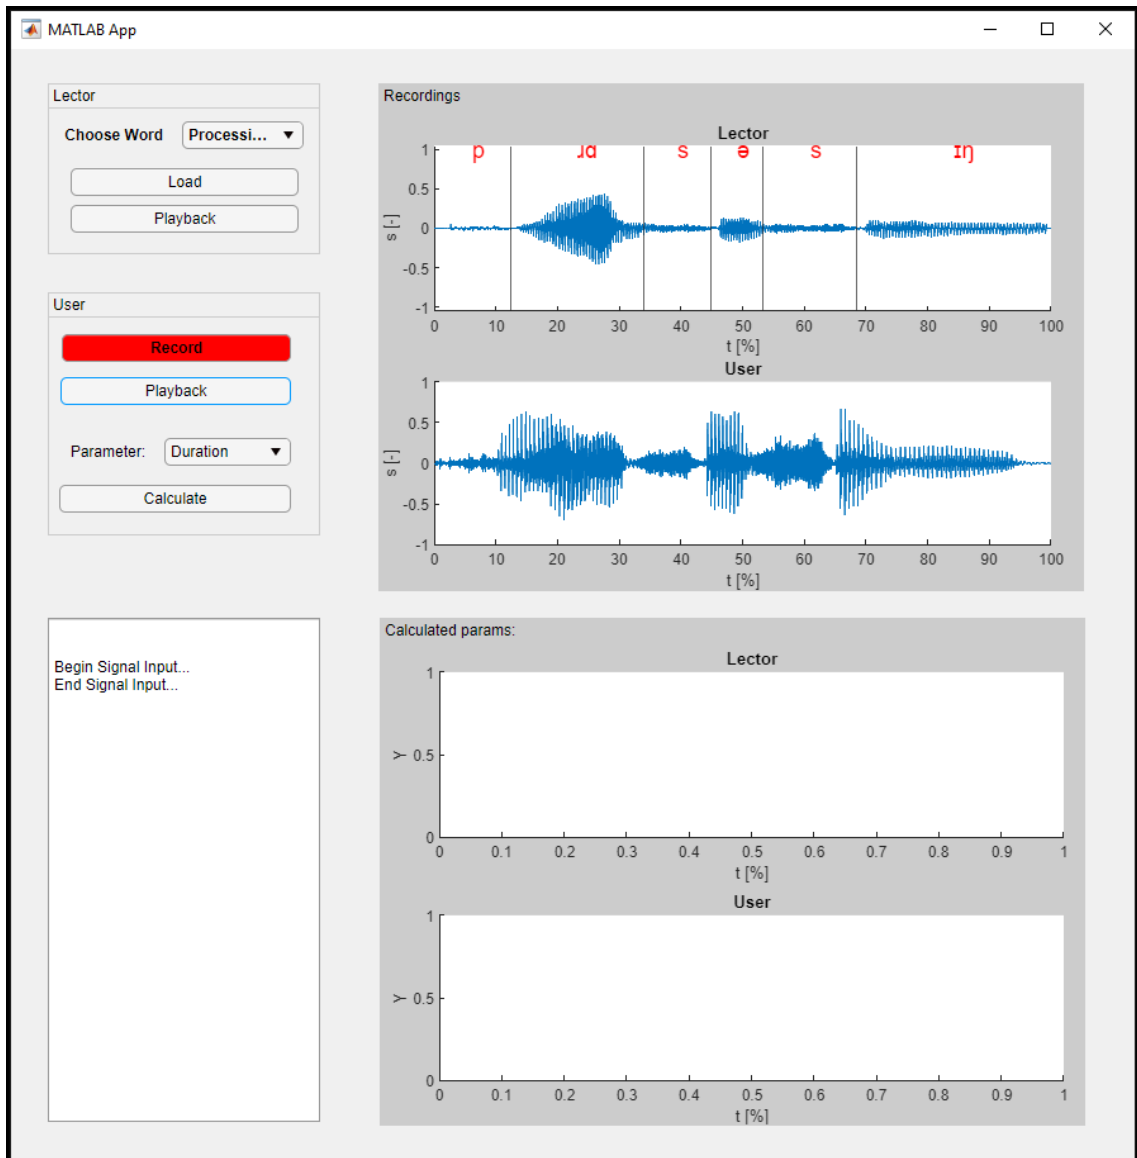 MATLAB App
Lector
Choose Word Processi...
Load
Playback
User
Record
Playback
Parameter: Duration
Calculate
Begin Signal Input...
End Signal Input...
Recordings
Lector
p ɹɑ s ə s ɪŋ
1
0.5
0
-0.5
-1
s [-]
0 10 20 30 40 50 60 70 80 90 100
t [%]
User
1
0.5
0
-0.5
-1
s [-]
0 10 20 30 40 50 60 70 80 90 100
t [%]
Calculated params:
Lector
1
0.5
0
Y
0 0.1 0.2 0.3 0.4 0.5 0.6 0.7 0.8 0.9 1
t [%]
User
1
0.5
0
Y
0 0.1 0.2 0.3 0.4 0.5 0.6 0.7 0.8 0.9 1
t [%]